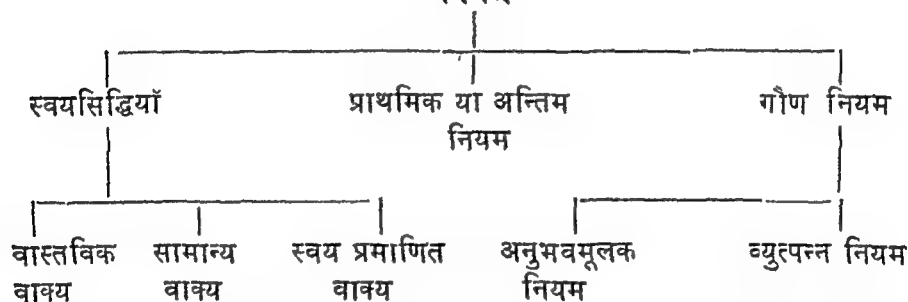 स्वयसिद्धियाँ प्राथमिक या अन्तिम गौण नियम
नियम
वास्तविक सामान्य स्वय प्रमाणित अनुभवमूलक व्युत्पन्न नियम
वाक्य वाक्य वाक्य नियम